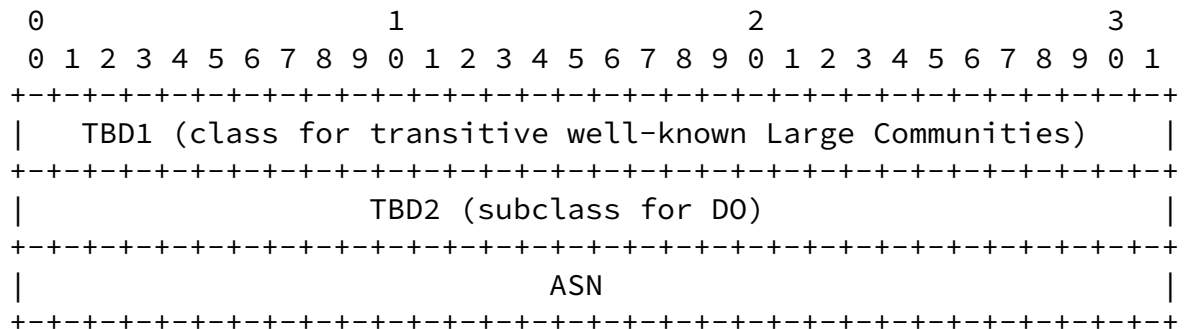 0                   1                   2                   3
 0 1 2 3 4 5 6 7 8 9 0 1 2 3 4 5 6 7 8 9 0 1 2 3 4 5 6 7 8 9 0 1
+-+-+-+-+-+-+-+-+-+-+-+-+-+-+-+-+-+-+-+-+-+-+-+-+-+-+-+-+-+-+-+-+
|   TBD1 (class for transitive well-known Large Communities)    |
+-+-+-+-+-+-+-+-+-+-+-+-+-+-+-+-+-+-+-+-+-+-+-+-+-+-+-+-+-+-+-+-+
|                   TBD2 (subclass for DO)                      |
+-+-+-+-+-+-+-+-+-+-+-+-+-+-+-+-+-+-+-+-+-+-+-+-+-+-+-+-+-+-+-+-+
|                             ASN                               |
+-+-+-+-+-+-+-+-+-+-+-+-+-+-+-+-+-+-+-+-+-+-+-+-+-+-+-+-+-+-+-+-+